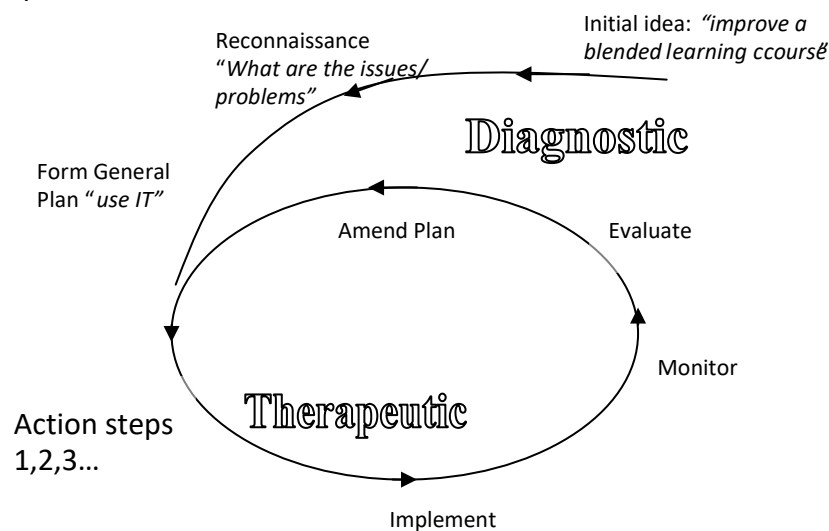 Initial idea: "improve a
blended learning ccourse"
Reconnaissance
"What are the issues/
problems"
Diagnostic
Form General
Plan "use IT"
Amend Plan
Evaluate
Monitor
Therapeutic
Action steps
1,2,3...
Implement